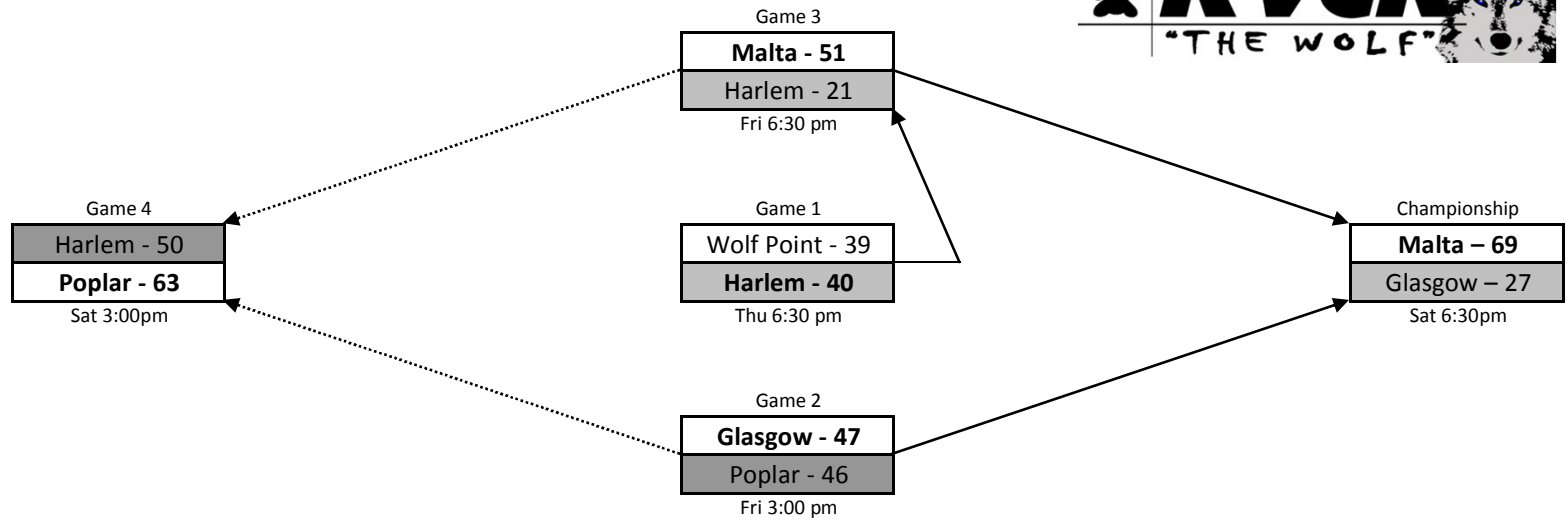 "THE WOLF"
Game 3
Malta - 51
Harlem - 21
Fri 6:30 pm
Game 4
Harlem - 50
Poplar - 63
Sat 3:00pm
Game 1
Wolf Point - 39
Harlem - 40
Thu 6:30 pm
Championship
Malta – 69
Glasgow – 27
Sat 6:30pm
Game 2
Glasgow - 47
Poplar - 46
Fri 3:00 pm